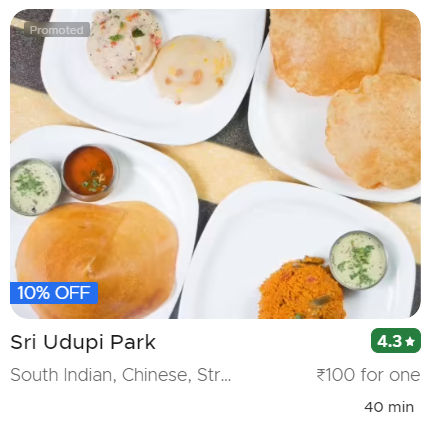 Promoted
10% OFF
Sri Udupi Park
4.3★
South Indian, Chinese, Str...
₹100 for one
40 min